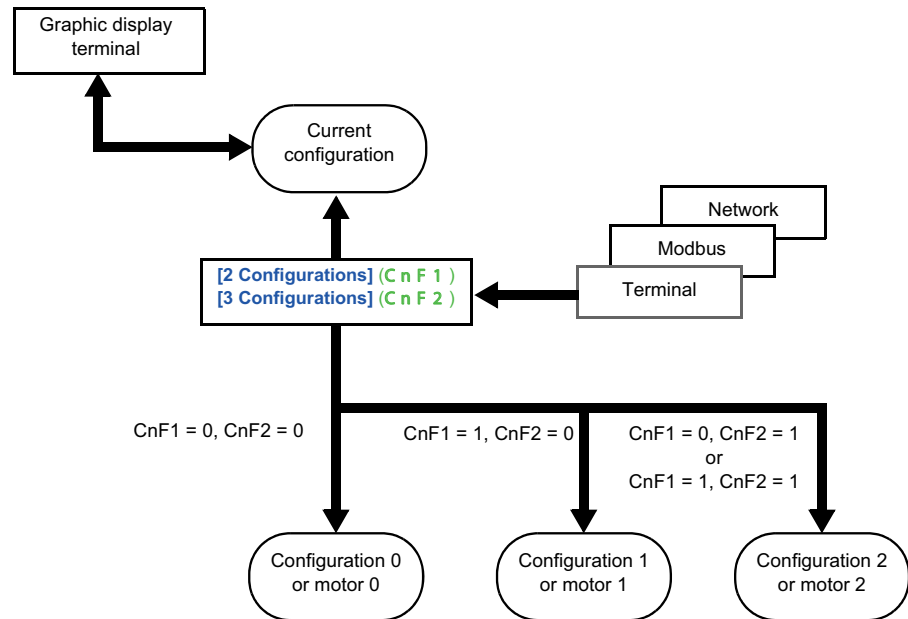 Graphic display
terminal
Current
configuration
Network
Modbus
Terminal
[2 Configurations] (C n F 1 )
[3 Configurations] (C n F 2 )
CnF1 = 0, CnF2 = 0
CnF1 = 1, CnF2 = 0
CnF1 = 0, CnF2 = 1
or
CnF1 = 1, CnF2 = 1
Configuration 0
or motor 0
Configuration 1
or motor 1
Configuration 2
or motor 2